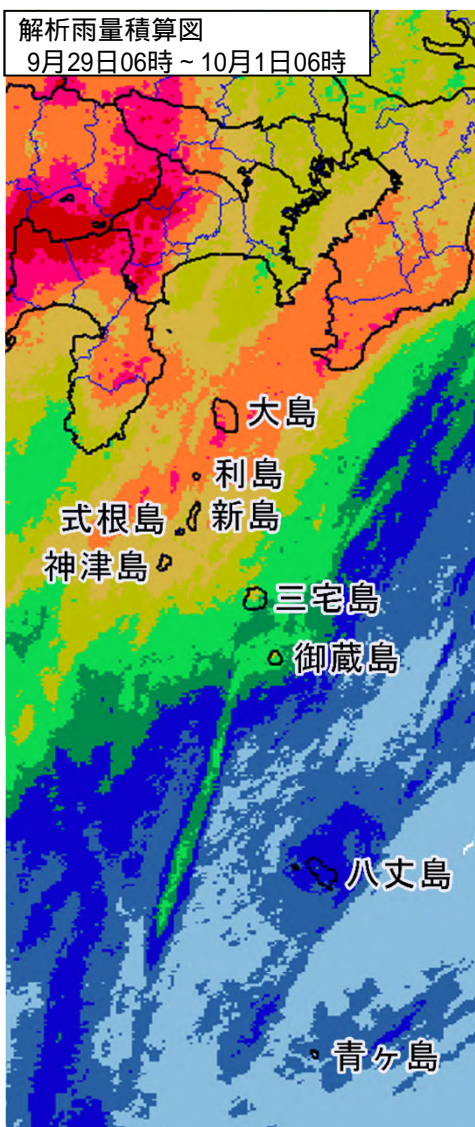 解析雨量積算図
9月29日06時～10月1日06時
大島
利島
式根島
新島
神津島
三宅島
御蔵島
八丈島
青ヶ島